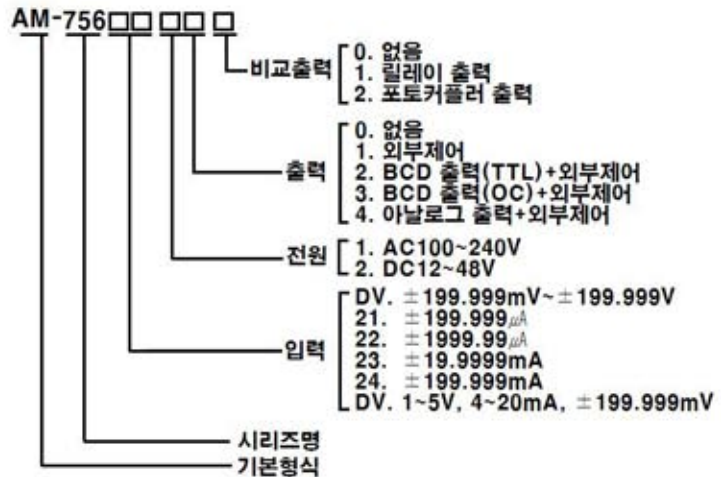 AM-756□□ □□ □
비교출력
0. 없음
1. 릴레이 출력
2. 포토커플러 출력
출력
0. 없음
1. 외부제어
2. BCD 출력(TTL)+외부제어
3. BCD 출력(OC)+외부제어
4. 아날로그 출력+외부제어
전원
1. AC100~240V
2. DC12~48V
입력
DV. ±199.999mV~±199.999V
21. ±199.999㎂
22. ±1999.99㎂
23. ±19.9999mA
24. ±199.999mA
DV. 1~5V, 4~20mA, ±199.999mV
시리즈명
기본형식